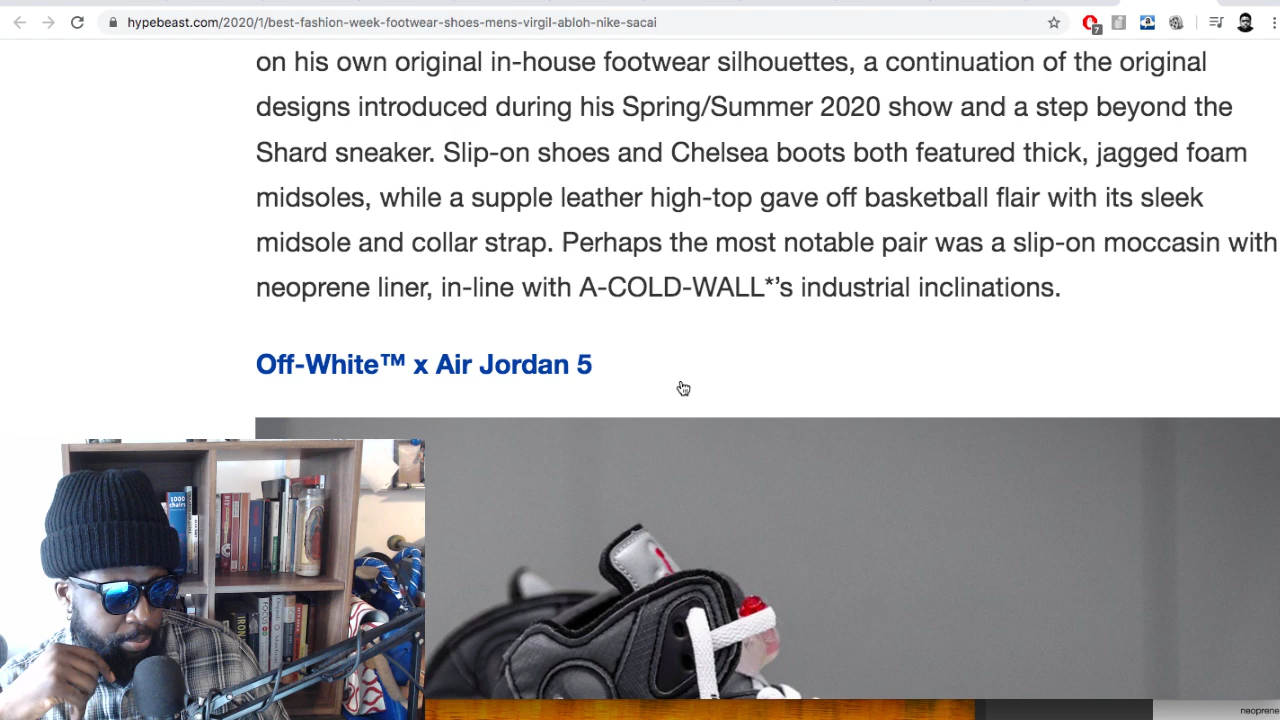 hypebeast.com/2020/1/best-fashion-week-footwear-shoes-mens-virgil-abloh-nike-sacai
7
on his own original in-house footwear silhouettes, a continuation of the original
designs introduced during his Spring/Summer 2020 show and a step beyond the
Shard sneaker. Slip-on shoes and Chelsea boots both featured thick, jagged foam
midsoles, while a supple leather high-top gave off basketball flair with its sleek
midsole and collar strap. Perhaps the most notable pair was a slip-on moccasin with
neoprene liner, in-line with A-COLD-WALL*’s industrial inclinations.
Off-White™ x Air Jordan 5
1000
chairs
neoprene